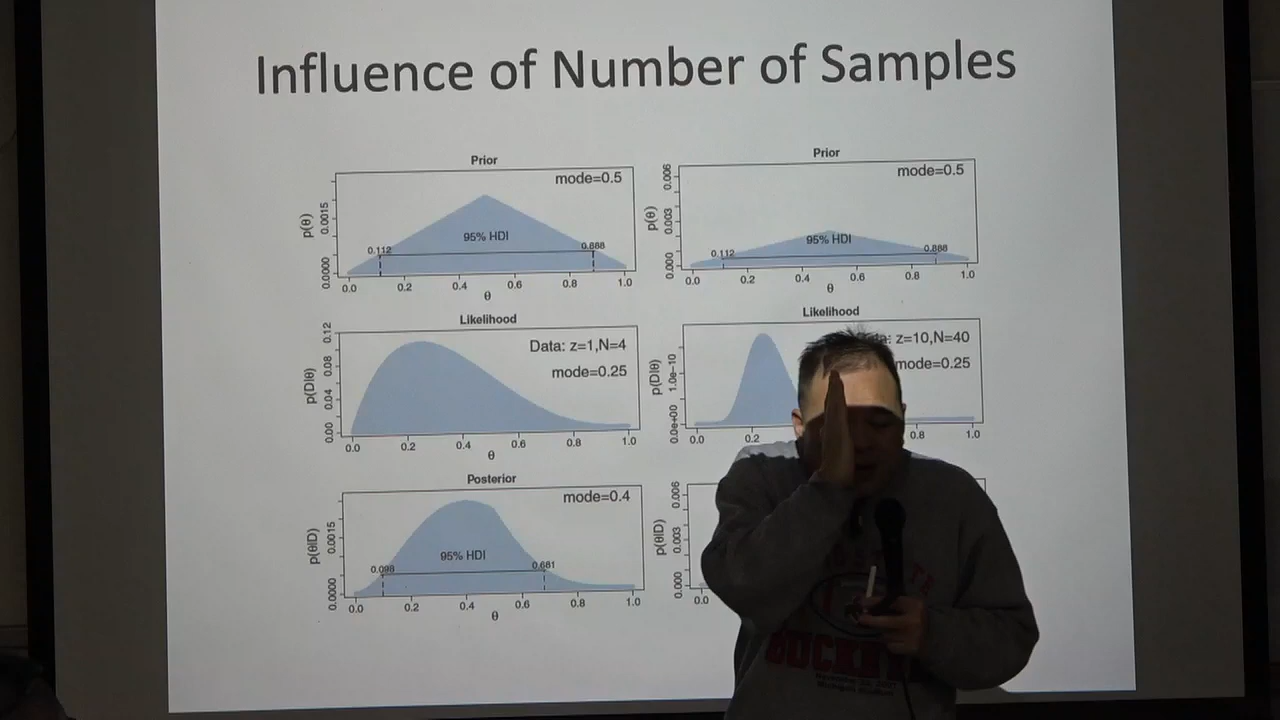 Influence of Number of Samples
Prior
mode=0.5
p(θ)
0.0000 0.0015
95% HDI
0.112 0.888
0.0 0.2 0.4 0.6 0.8 1.0
θ
Prior
mode=0.5
p(θ)
0.000 0.003 0.006
95% HDI
0.112 0.888
0.0 0.2 0.4 0.6 0.8 1.0
θ
Likelihood
Data: z=1,N=4
mode=0.25
p(D|θ)
0.00 0.04 0.08 0.12
0.0 0.2 0.4 0.6 0.8 1.0
θ
Likelihood
z=10,N=40
mode=0.25
p(D|θ)
0.0e+00 1.0e-10
0.0 0.2 0.8 1.0
Posterior
mode=0.4
p(θ|D)
0.0000 0.0015
95% HDI
0.098 0.681
0.0 0.2 0.4 0.6 0.8 1.0
θ
p(θ|D)
0.000 0.003 0.006
0.0